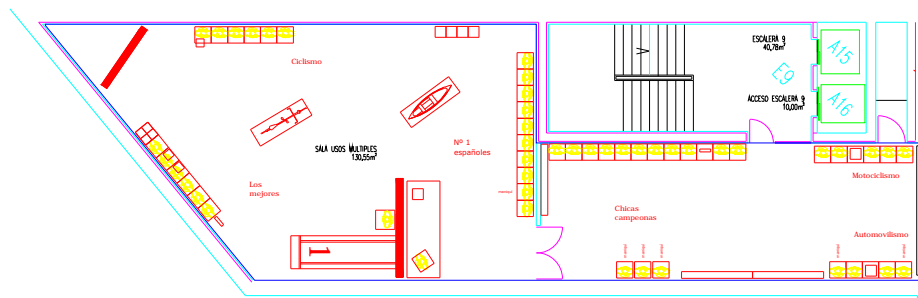 Ciclismo
ESCALERA 9
40,78m²
A15
E9
A16
ACCESO ESCALERA 9
10,00m²
Nº 1
españoles
SALA USOS MULTIPLES
130,55m²
Los
mejores
Motociclismo
Chicas
campeonas
Automovilismo
1